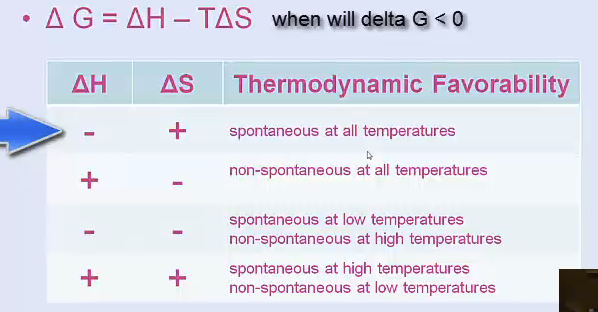 • Δ G = ΔH – TΔS when will delta G < 0
ΔH ΔS Thermodynamic Favorability
- + spontaneous at all temperatures
+ - non-spontaneous at all temperatures
- - spontaneous at low temperatures
non-spontaneous at high temperatures
+ + spontaneous at high temperatures
non-spontaneous at low temperatures